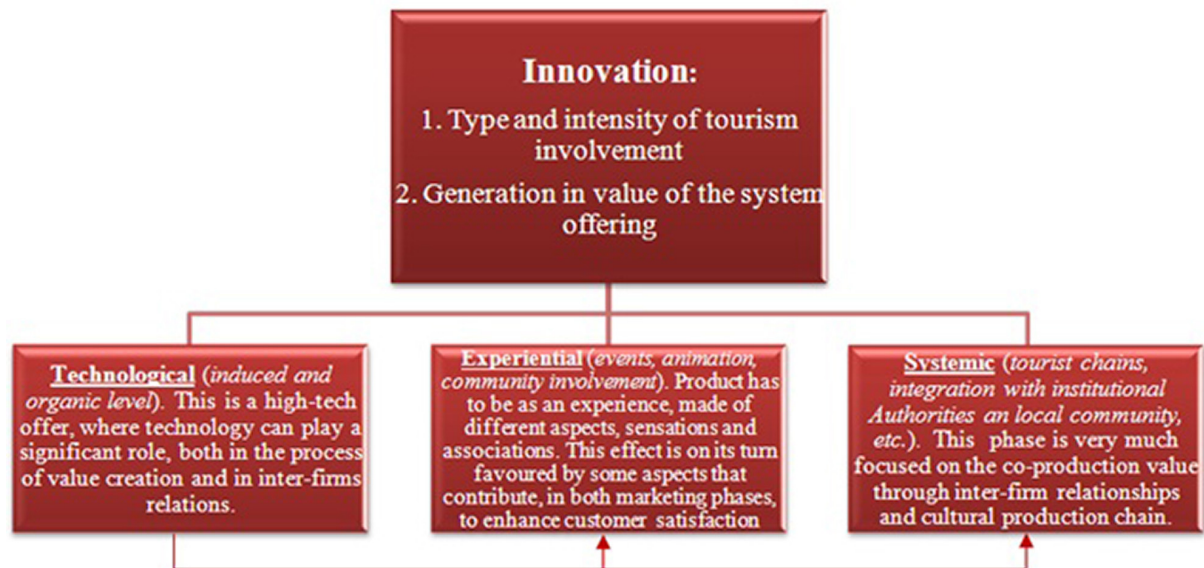 Innovation:
1. Type and intensity of tourism
involvement
2. Generation in value of the system
offering
Technological (induced and
organic level). This is a high-tech
offer, where technology can play a
significant role, both in the process
of value creation and in inter-firms
relations.
Experiential (events, animation,
community involvement). Product has
to be as an experience, made of
different aspects, sensations and
associations. This effect is on its turn
favoured by some aspects that
contribute, in both marketing phases,
to enhance customer satisfaction
Systemic (tourist chains,
integration with institutional
Authorities an local community,
etc.). This phase is very much
focused on the co-production value
through inter-firm relationships
and cultural production chain.